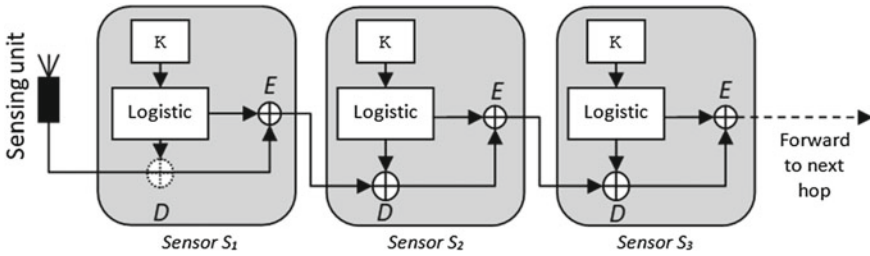 Sensing unit
K
Logistic
E
D
Sensor S1
K
Logistic
E
D
Sensor S2
K
Logistic
E
D
Sensor S3
Forward
to next
hop